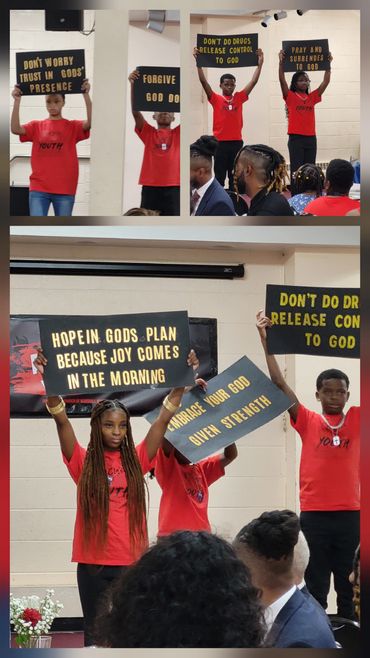 DON'T WORRY
TRUST IN GODS'
PRESENCE
YOUTH
FORGIVE
GOD DO
DON'T DO DRUGS
RELEASE CONTROL
TO GOD
PRAY AND
SURRENDER
TO GOD
HOPE IN GODS PLAN
BECAUSE JOY COMES
IN THE MORNING
YOUTH
EMBRACE YOUR GOD
GIVEN STRENGTH
DON'T DO DR
RELEASE CON
TO GOD
YOUTH